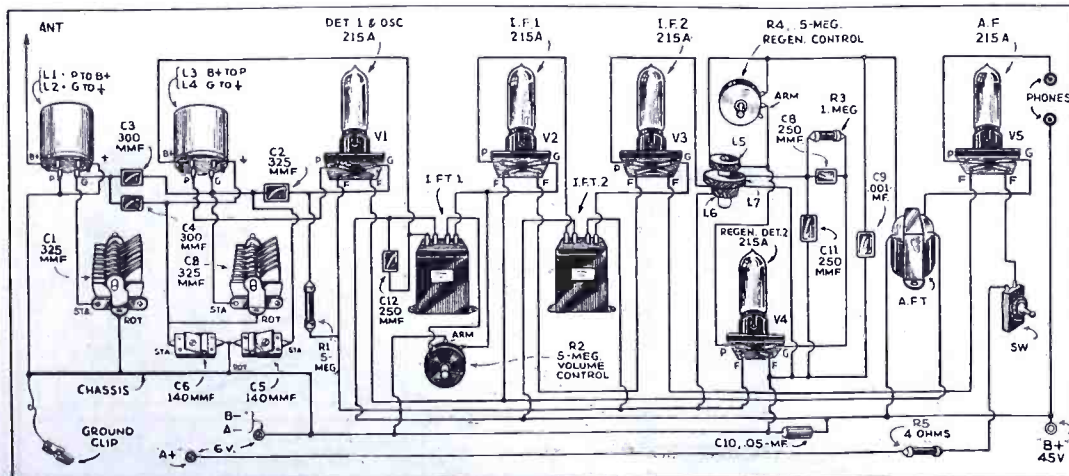 ANT
L1 - P TO B+
L2 - G TO ⏚
L3 B+ TO P
L4 G TO ⏚
DET 1 & OSC
215A
I.F.1
215A
I.F.2
215A
R4, .5-MEG.
REGEN. CONTROL
A.F
215A
C3
300
MMF
C2
325
MMF
V1
V2
V3
ARM
C8
250
MMF
R3
1. MEG
V5
PHONES
B+
P
G
B+
P
G
P
G
F
F
P
G
F
F
P
G
F
F
L5
L6
L7
P
G
F
F
C9
.001-
MF.
C1
325
MMF
C4
300
MMF
C8
325
MMF
I.F.T.1
I.F.T.2
REGEN. DET.2
215A
C11
250
MMF
STA
ROT
STA
ROT
C12
250
MMF
V4
A.F.T
R1
5-
MEG
ARM
R2
5-MEG.
VOLUME
CONTROL
P
G
F
F
SW
STA
ROT
STA
CHASSIS
C6
140MMF
C5
140MMF
GROUND
CLIP
B-
A-
6 V.
A+
C10, .05-MF.
R5
4 OHMS
B+
45V